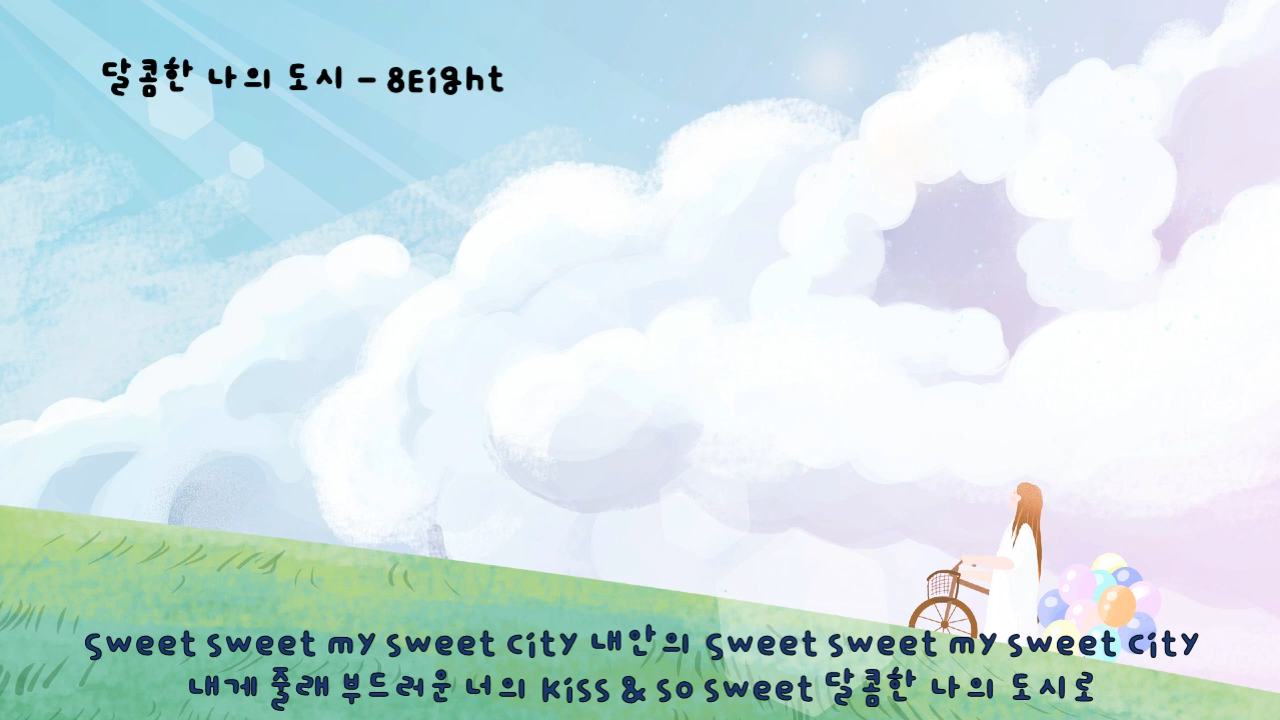 달콤한 나의 도시 - 8Eight
Sweet sweet my sweet city 내안의 Sweet sweet my sweet city
내게 줄래 부드러운 너의 kiss & so sweet 달콤한 나의 도시로